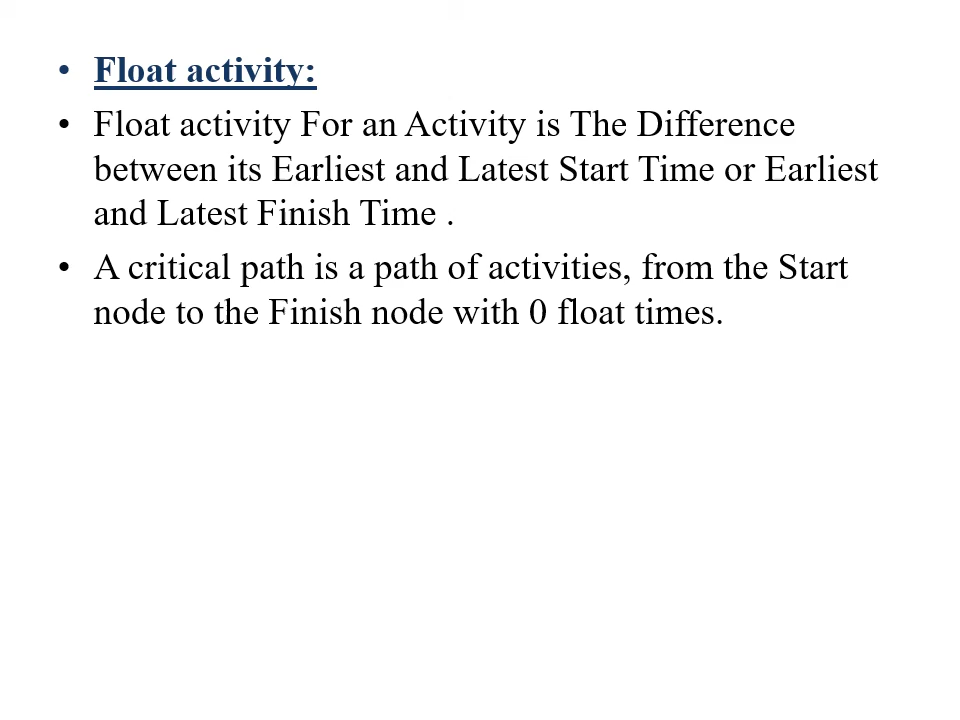 • Float activity:
• Float activity For an Activity is The Difference
between its Earliest and Latest Start Time or Earliest
and Latest Finish Time .
• A critical path is a path of activities, from the Start
node to the Finish node with 0 float times.